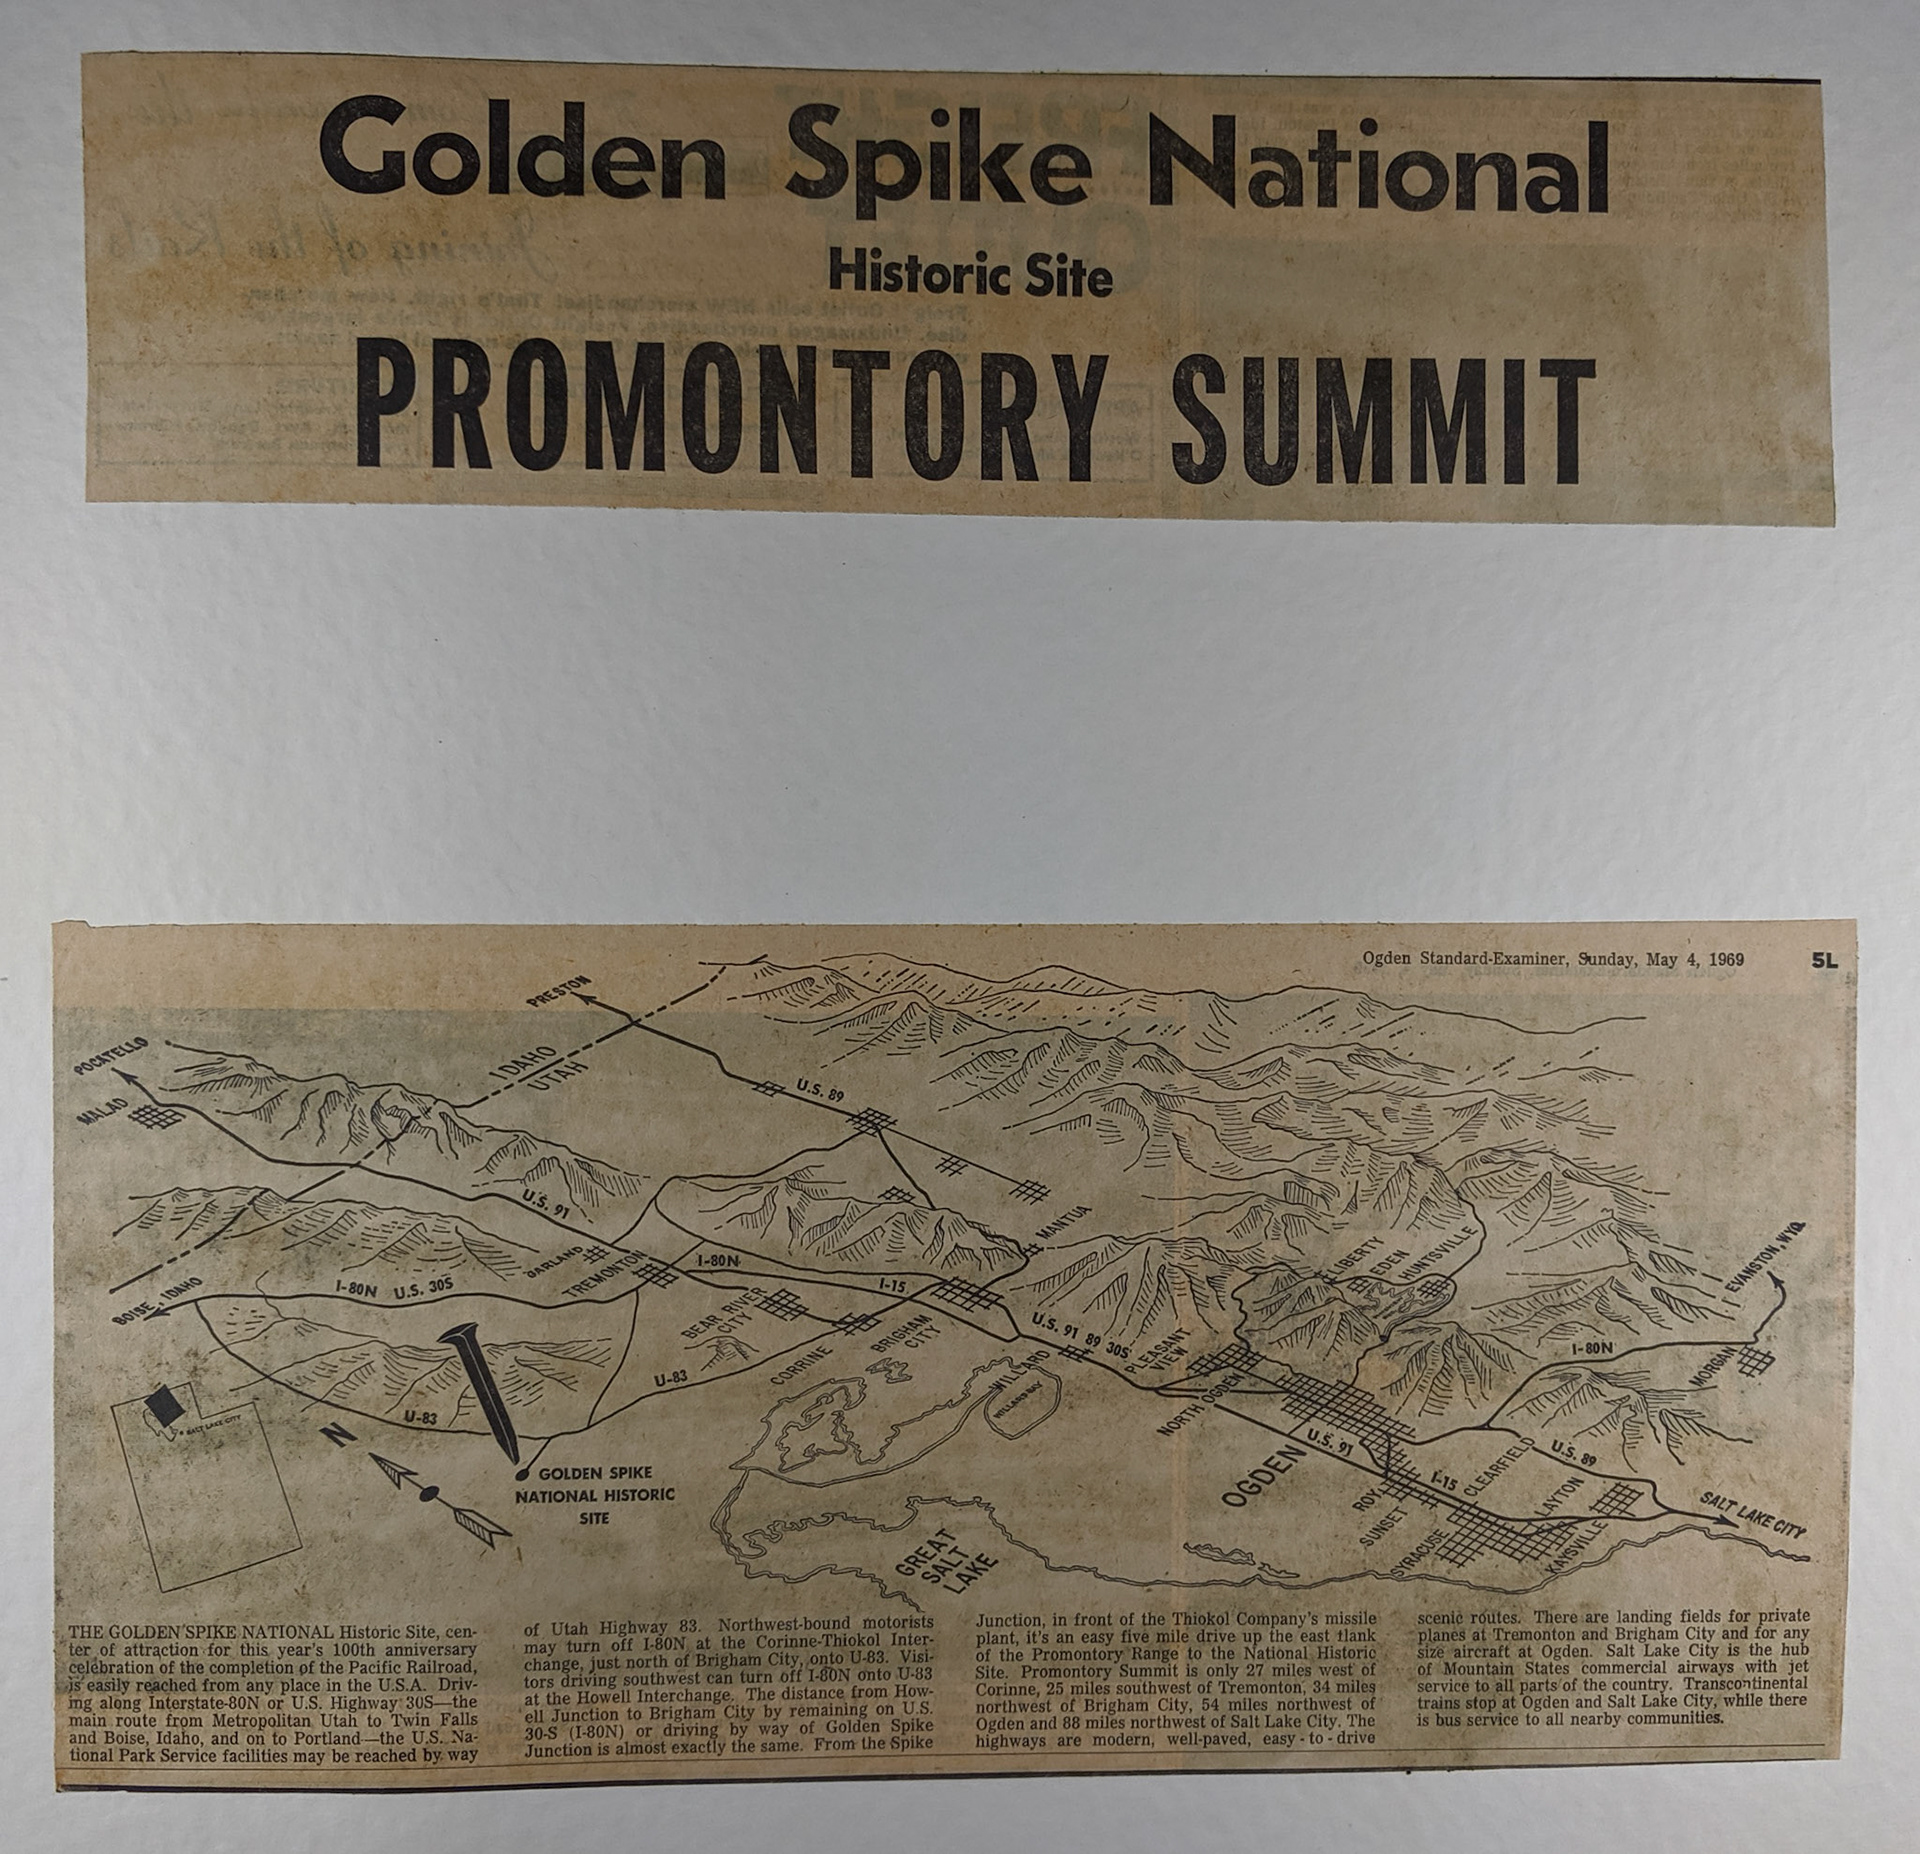 Golden Spike National
Historic Site
PROMONTORY SUMMIT
Ogden Standard-Examiner, Sunday, May 4, 1969 5L
PRESTON
POCATELLO
MALAD
IDAHO
UTAH
U.S. 89
U.S. 91
MANTUA
GARLAND
TREMONTON
I-80N
I-15
BOISE, IDAHO
I-80N U.S. 30S
BEAR RIVER
CITY
CORRINE
BRIGHAM
CITY
U.S. 91 89 30S
PLEASANT
VIEW
LIBERTY
EDEN
HUNTSVILLE
EVANSTON, WYO.
I-80N
MORGAN
U-83
U-83
WILLARD
WILLARD BAY
NORTH OGDEN
OGDEN
U.S. 91
I-15
CLEARFIELD
U.S. 89
LAYTON
ROY
SUNSET
SYRACUSE
KAYSVILLE
SALT LAKE CITY
SALT LAKE CITY
N
GOLDEN SPIKE
NATIONAL HISTORIC
SITE
GREAT
SALT
LAKE
THE GOLDEN SPIKE NATIONAL Historic Site, cen-
ter of attraction for this year's 100th anniversary
celebration of the completion of the Pacific Railroad,
is easily reached from any place in the U.S.A. Driv-
ing along Interstate-80N or U.S. Highway 30S—the
main route from Metropolitan Utah to Twin Falls
and Boise, Idaho, and on to Portland—the U.S. Na-
tional Park Service facilities may be reached by way
of Utah Highway 83. Northwest-bound motorists
may turn off I-80N at the Corinne-Thiokol Inter-
change, just north of Brigham City, onto U-83. Visi-
tors driving southwest can turn off I-80N onto U-83
at the Howell Interchange. The distance from How-
ell Junction to Brigham City by remaining on U.S.
30-S (I-80N) or driving by way of Golden Spike
Junction is almost exactly the same. From the Spike
Junction, in front of the Thiokol Company's missile
plant, it's an easy five mile drive up the east flank
of the Promontory Range to the National Historic
Site. Promontory Summit is only 27 miles west of
Corinne, 25 miles southwest of Tremonton, 34 miles
northwest of Brigham City, 54 miles northwest of
Ogden and 88 miles northwest of Salt Lake City. The
highways are modern, well-paved, easy-to-drive
scenic routes. There are landing fields for private
planes at Tremonton and Brigham City and for any
size aircraft at Ogden. Salt Lake City is the hub
of Mountain States commercial airways with jet
service to all parts of the country. Transcontinental
trains stop at Ogden and Salt Lake City, while there
is bus service to all nearby communities.